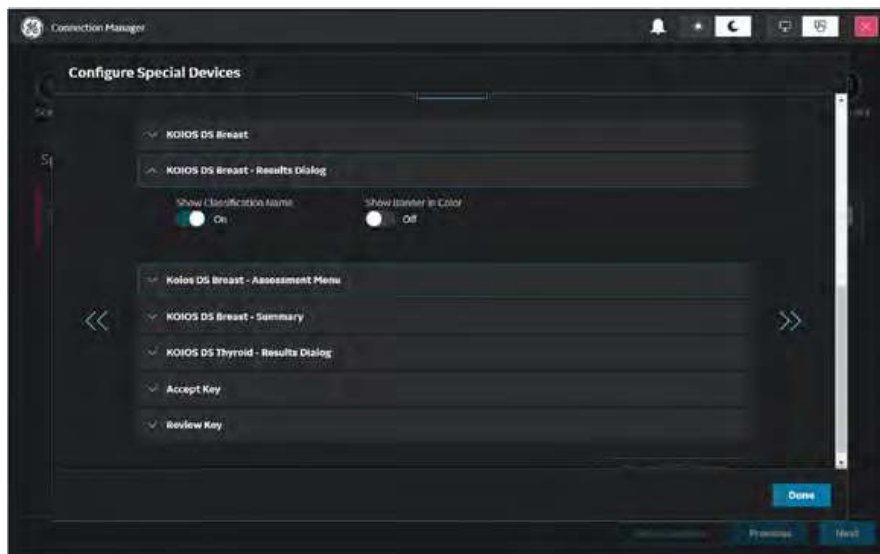 Connection Manager
Configure Special Devices
KOIOS DS Breast
KOIOS DS Breast - Results Dialog
Show Classification Name
Show Banner in Color
On
Off
Koios DS Breast - Assessment Menu
KOIOS DS Breast - Summary
KOIOS DS Thyroid - Results Dialog
Accept Key
Review Key
Done
Previous
Next